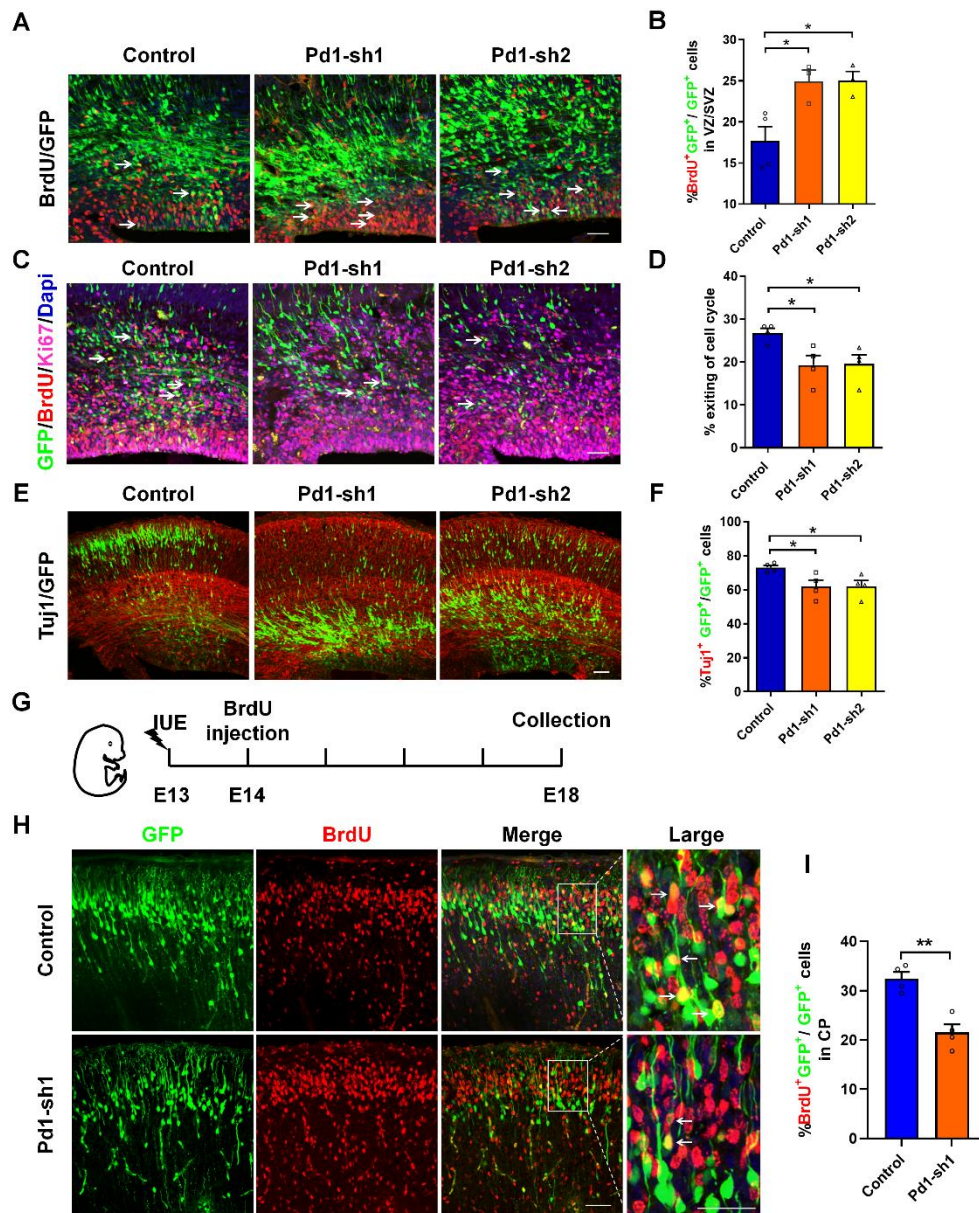 A
Control
Pd1-sh1
Pd1-sh2
BrdU/GFP
B
%BrdU⁺GFP⁺/ GFP⁺ cells
in VZ/SVZ
30
25
20
15
10
*
*
Control
Pd1-sh1
Pd1-sh2
C
Control
Pd1-sh1
Pd1-sh2
GFP/BrdU/Ki67/Dapi
D
% exiting of cell cycle
40
30
20
10
0
*
*
Control
Pd1-sh1
Pd1-sh2
E
Control
Pd1-sh1
Pd1-sh2
Tuj1/GFP
F
%Tuj1⁺ GFP⁺/GFP⁺ cells
100
80
60
40
20
0
*
*
Control
Pd1-sh1
Pd1-sh2
G
IUE
BrdU
injection
Collection
E13
E14
E18
H
GFP
BrdU
Merge
Large
Control
Pd1-sh1
I
%BrdU⁺GFP⁺/ GFP⁺ cells
in CP
40
30
20
10
0
**
Control
Pd1-sh1